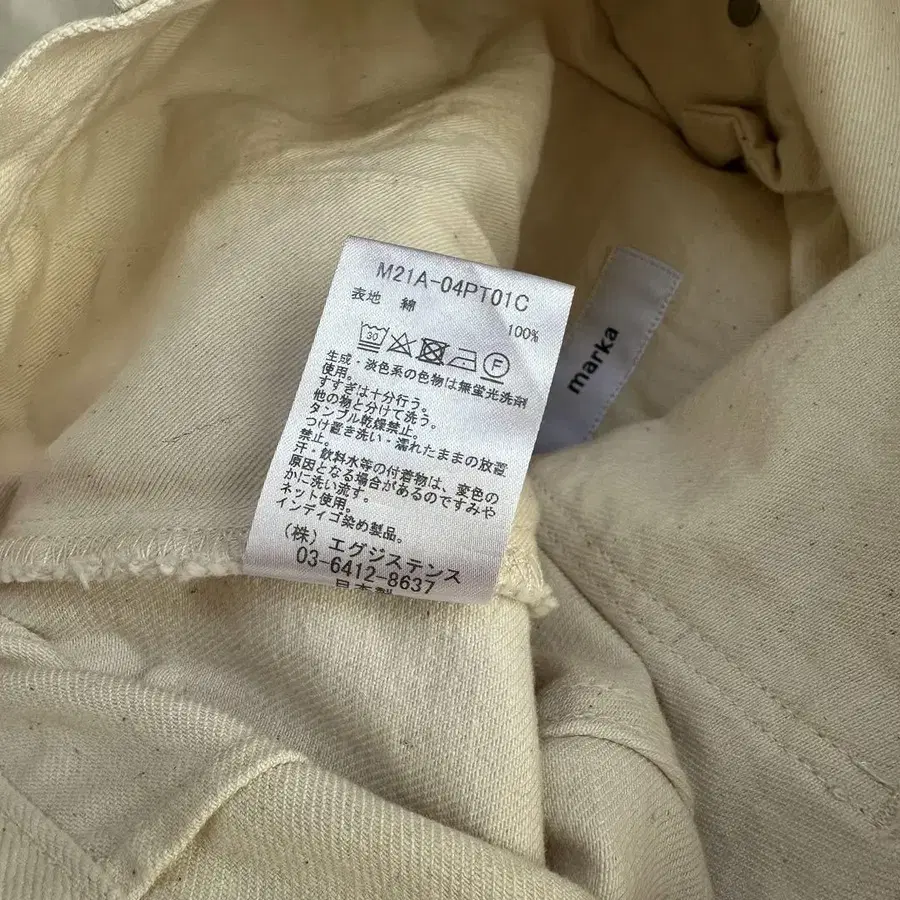 M21A-04PT01C
表地 綿 100%
30
F
生成・淡色系の色物は無蛍光洗剤
使用。
すすぎは十分行う。
他の物と分けて洗う。
タンブル乾燥禁止。
つけ置き洗い・濡れたままの放置
禁止。
汗・飲料水等の付着物は、変色の
原因となる場合があるのですみや
かに洗い流す。
ネット使用。
インディゴ染め製品。
(株) エグジステンス
03-6412-8637
日本製
marka